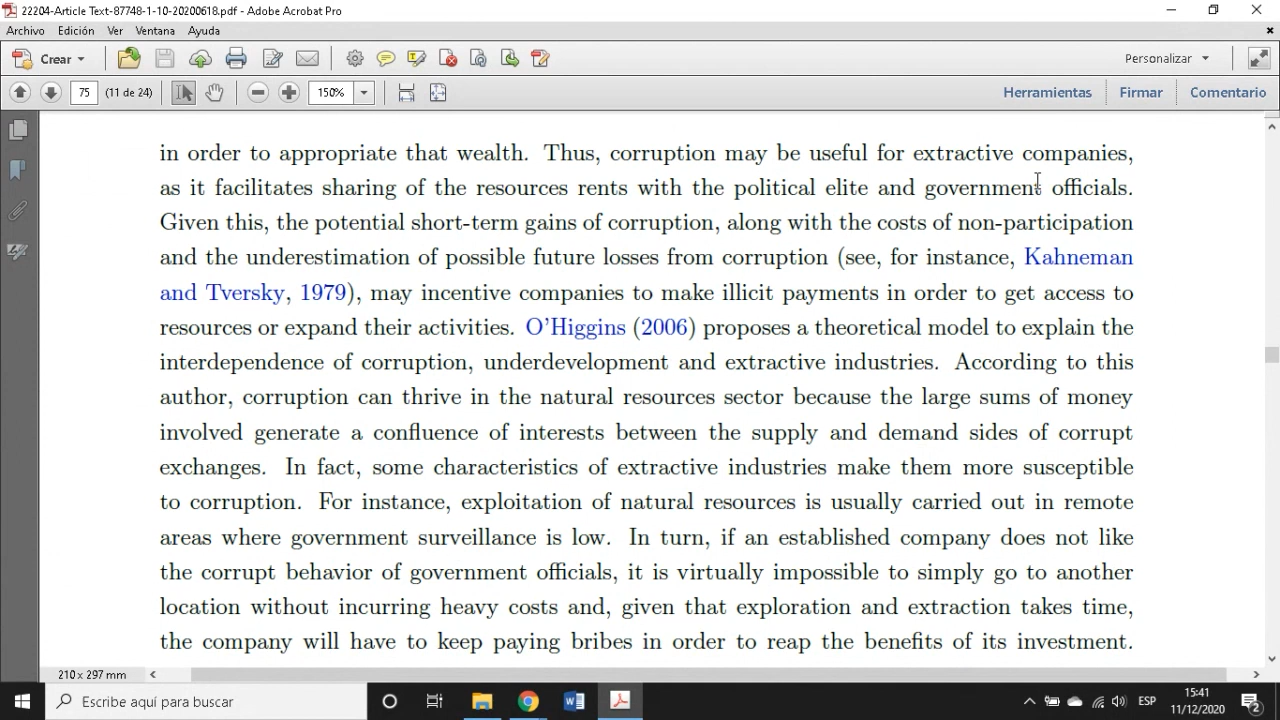 22204-Article Text-87748-1-10-20200618.pdf - Adobe Acrobat Pro
Archivo Edición Ver Ventana Ayuda
Crear Personalizar
75 (11 de 24) 150% Herramientas Firmar Comentario
in order to appropriate that wealth. Thus, corruption may be useful for extractive companies,
as it facilitates sharing of the resources rents with the political elite and government officials.
Given this, the potential short-term gains of corruption, along with the costs of non-participation
and the underestimation of possible future losses from corruption (see, for instance, Kahneman
and Tversky, 1979), may incentive companies to make illicit payments in order to get access to
resources or expand their activities. O'Higgins (2006) proposes a theoretical model to explain the
interdependence of corruption, underdevelopment and extractive industries. According to this
author, corruption can thrive in the natural resources sector because the large sums of money
involved generate a confluence of interests between the supply and demand sides of corrupt
exchanges. In fact, some characteristics of extractive industries make them more susceptible
to corruption. For instance, exploitation of natural resources is usually carried out in remote
areas where government surveillance is low. In turn, if an established company does not like
the corrupt behavior of government officials, it is virtually impossible to simply go to another
location without incurring heavy costs and, given that exploration and extraction takes time,
the company will have to keep paying bribes in order to reap the benefits of its investment.
210 x 297 mm
Escribe aquí para buscar
ESP
15:41
11/12/2020
2